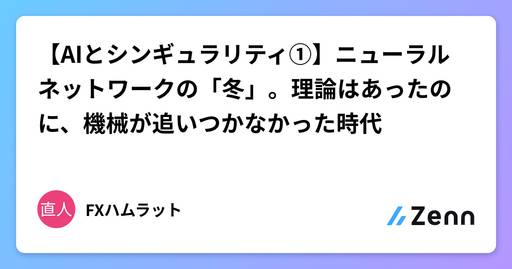 【AIとシンギュラリティ①】ニューラル
ネットワークの「冬」。理論はあったの
に、機械が追いつかなかった時代
直人
FXハムラット
Zenn